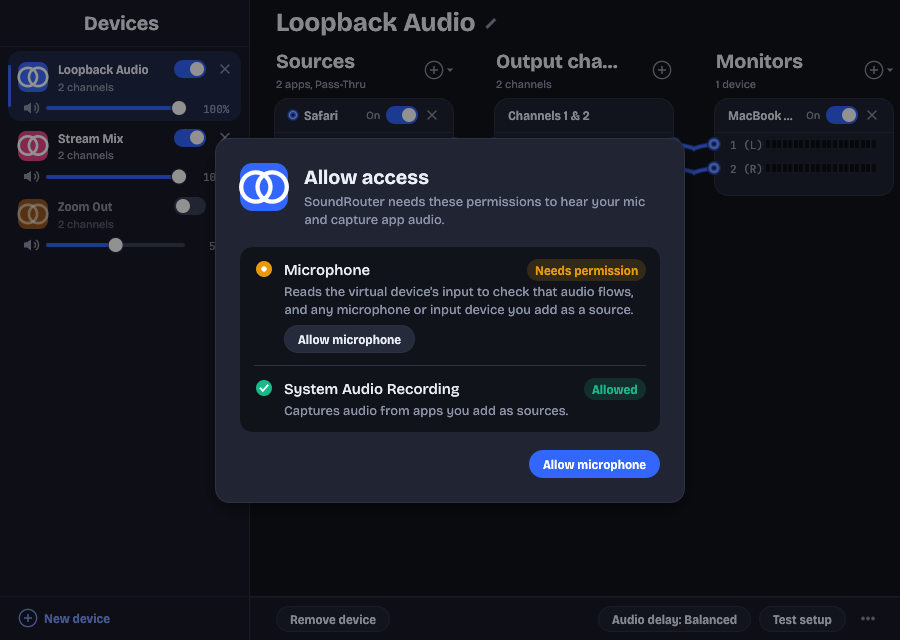 Devices
Loopback Audio
2 channels
100%
Stream Mix
2 channels
Zoom Out
2 channels
New device
Loopback Audio
Sources
2 apps, Pass-Thru
Safari
On
Output cha...
2 channels
Channels 1 & 2
Monitors
1 device
MacBook ...
On
1 (L)
2 (R)
Allow access
SoundRouter needs these permissions to hear your mic
and capture app audio.
Microphone
Needs permission
Reads the virtual device's input to check that audio flows,
and any microphone or input device you add as a source.
Allow microphone
System Audio Recording
Allowed
Captures audio from apps you add as sources.
Allow microphone
Remove device
Audio delay: Balanced
Test setup